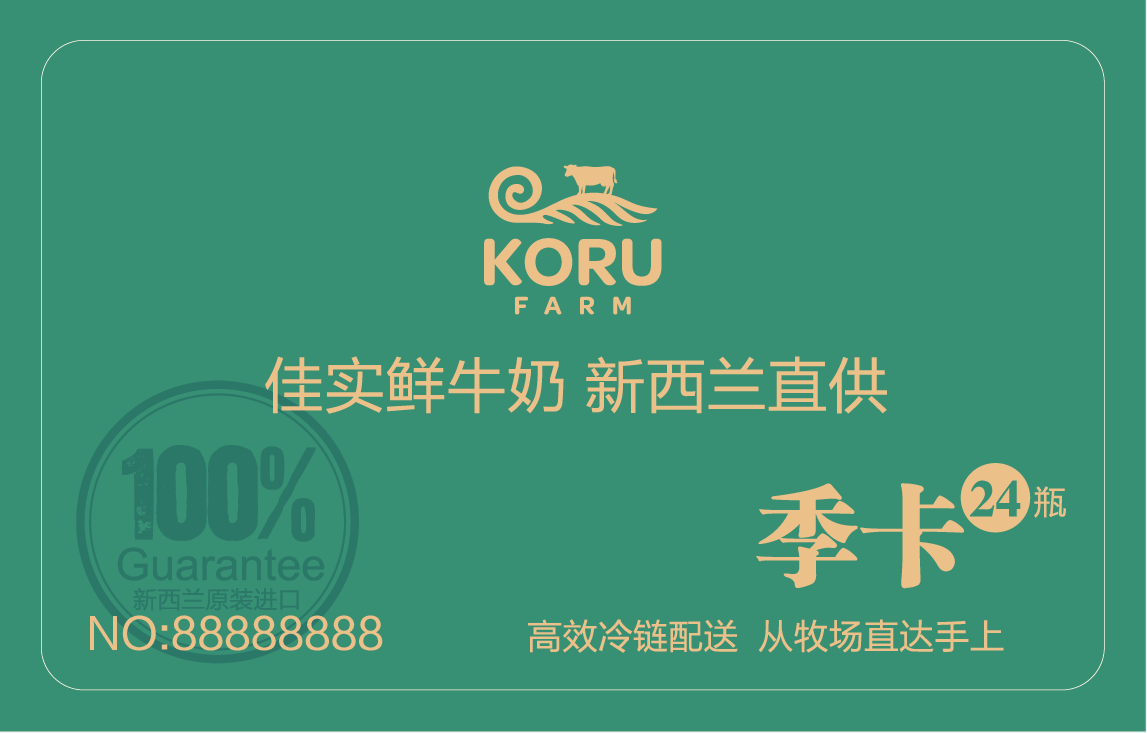 KORU
FARM
佳实鲜牛奶 新西兰直供
100%
Guarantee
新西兰原装进口
NO:88888888
季卡 24瓶
高效冷链配送 从牧场直达手上